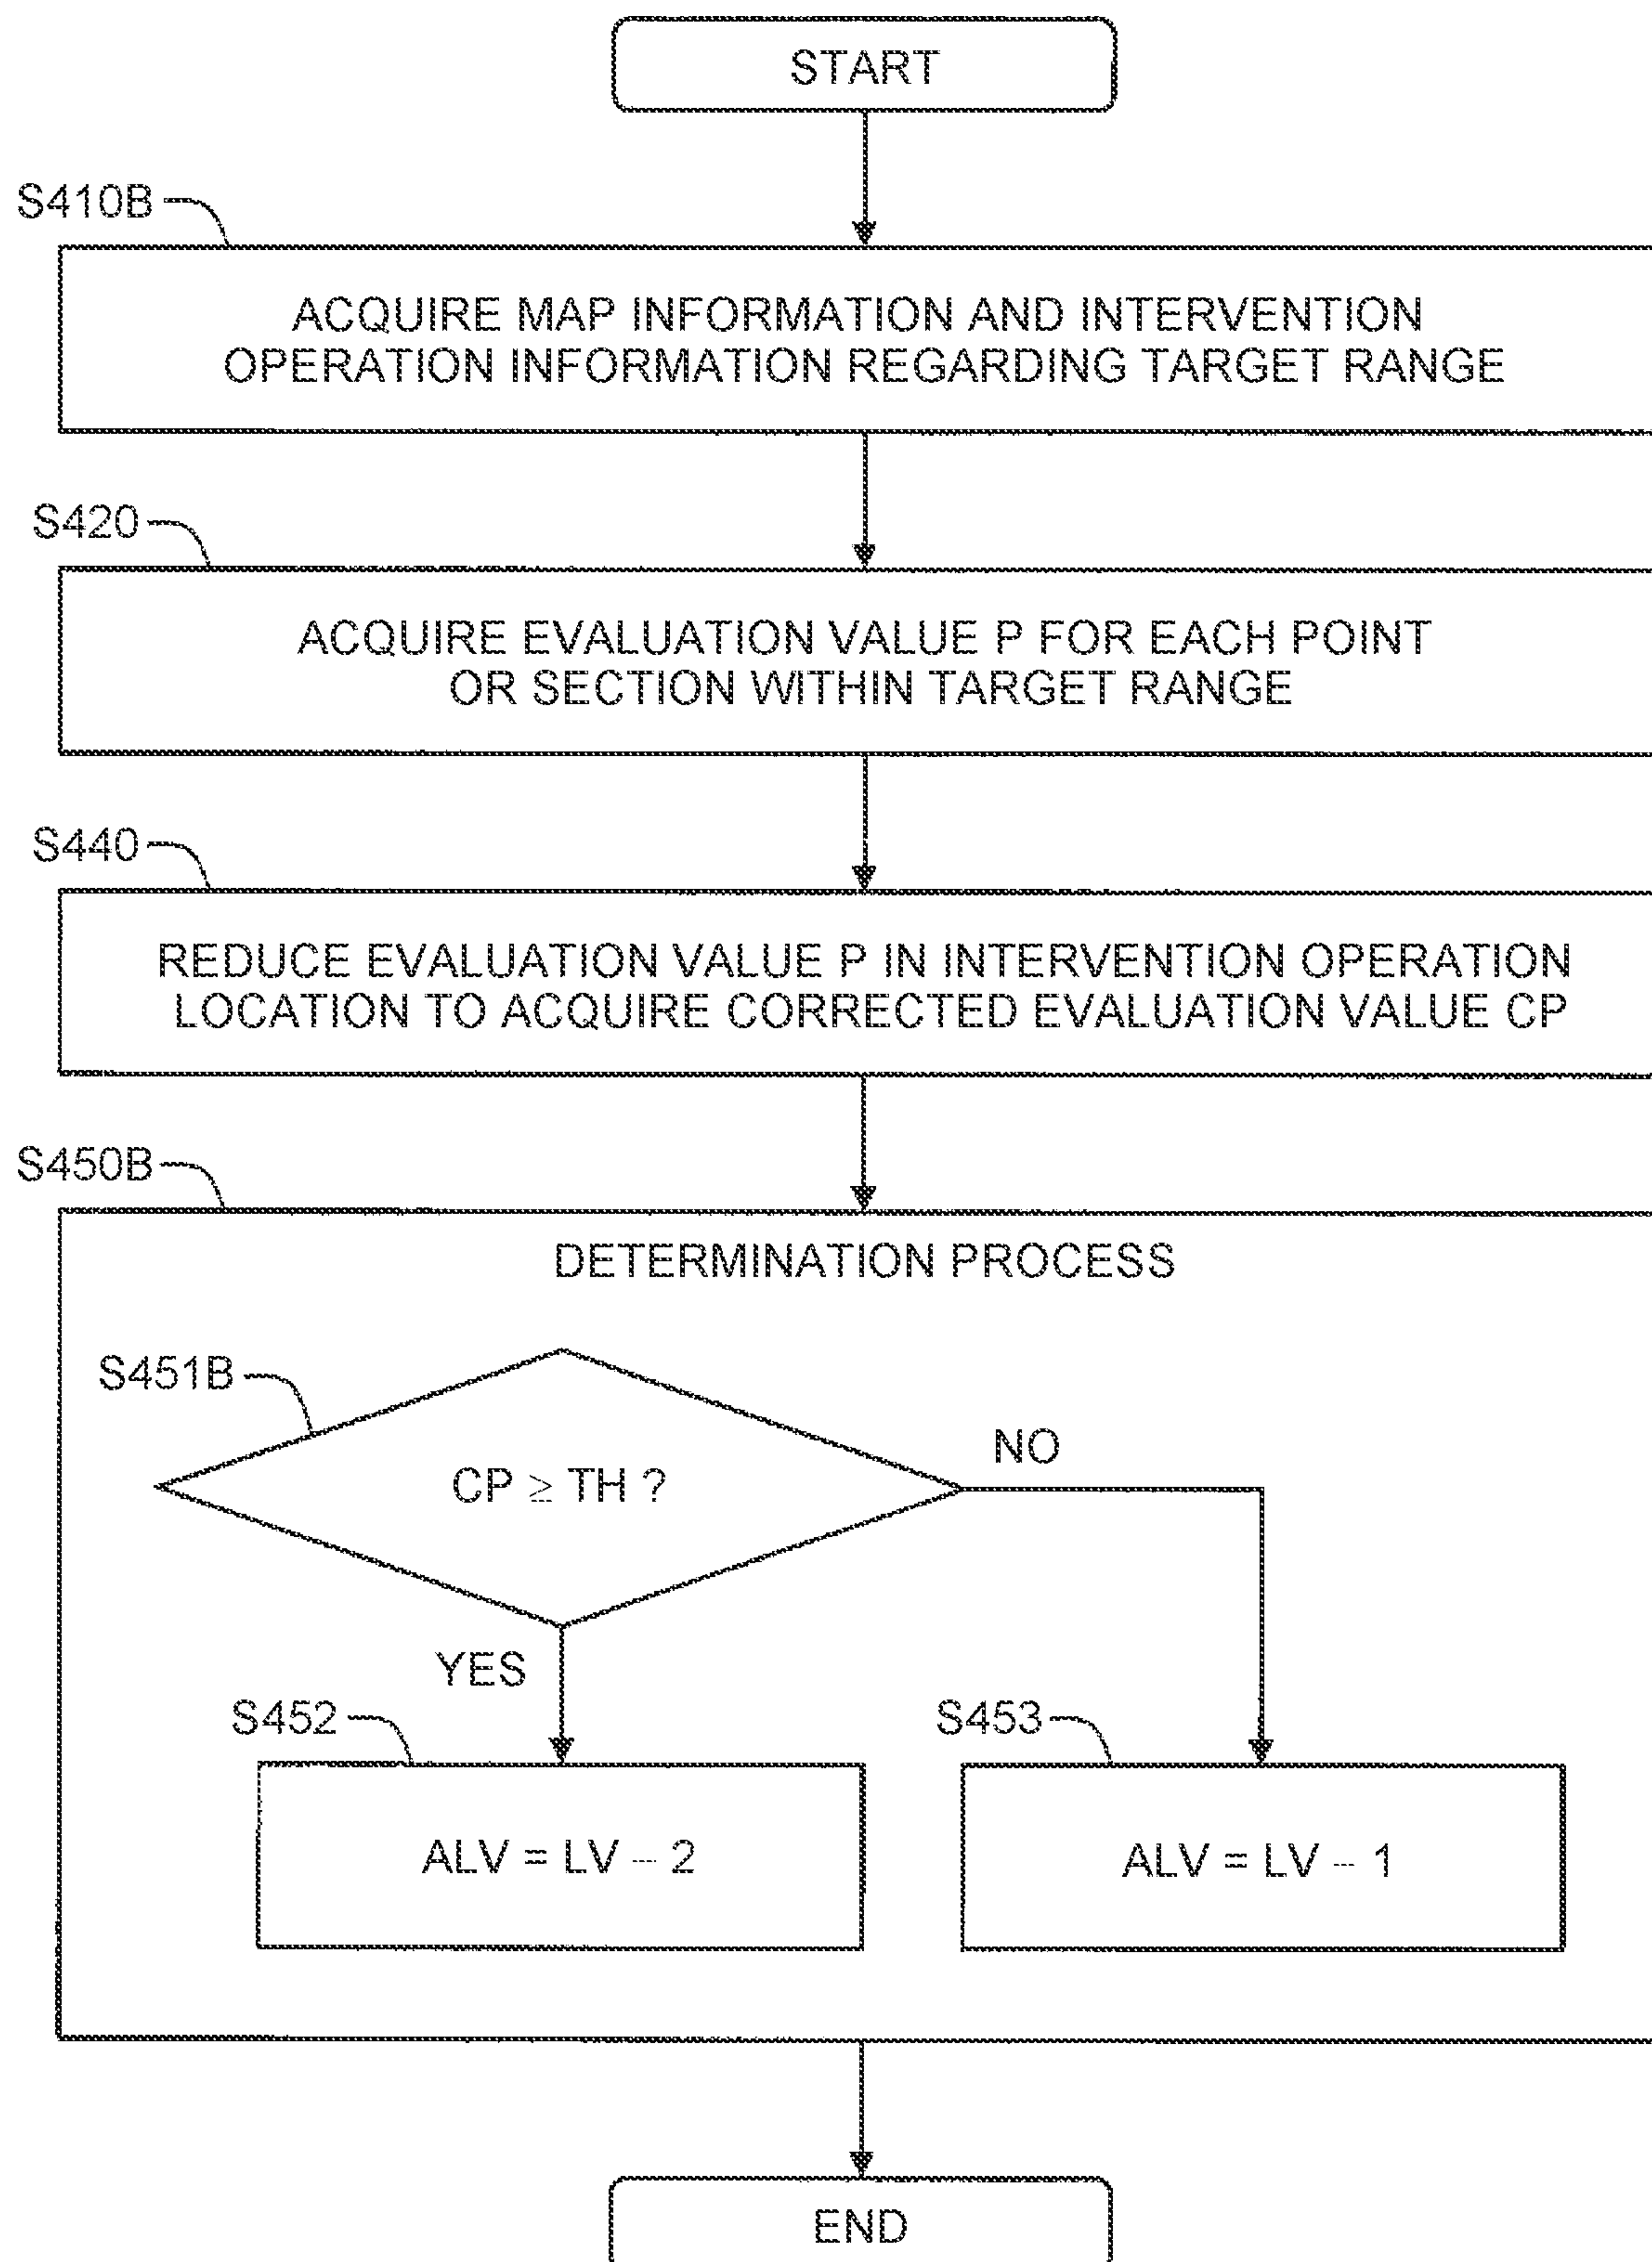 START
S410B
ACQUIRE MAP INFORMATION AND INTERVENTION
OPERATION INFORMATION REGARDING TARGET RANGE
S420
ACQUIRE EVALUATION VALUE P FOR EACH POINT
OR SECTION WITHIN TARGET RANGE
S440
REDUCE EVALUATION VALUE P IN INTERVENTION OPERATION
LOCATION TO ACQUIRE CORRECTED EVALUATION VALUE CP
S450B
DETERMINATION PROCESS
S451B
CP ≥ TH ?
NO
YES
S452
S453
ALV = LV – 2
ALV = LV – 1
END